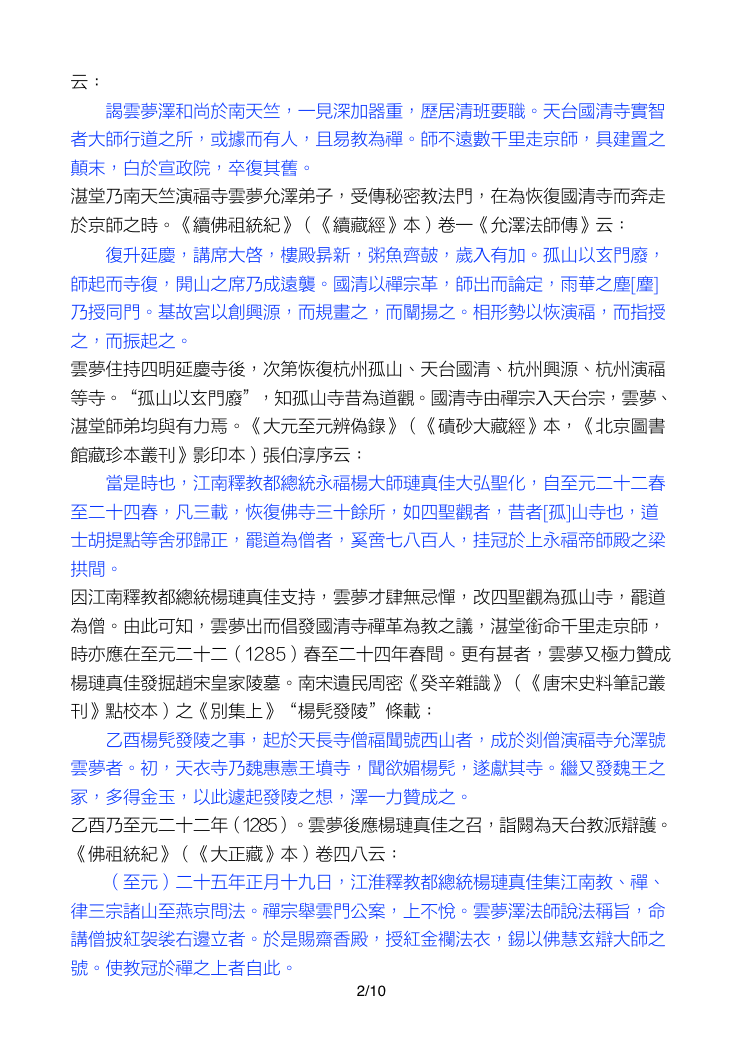 云：
謁雲夢澤和尚於南天竺，一見深加器重，歷居清班要職。天台國清寺實智
者大師行道之所，或據而有人，且易教為禪。師不遠數千里走京師，具建置之
顛末，白於宣政院，卒復其舊。
湛堂乃南天竺演福寺雲夢允澤弟子，受傳秘密教法門，在為恢復國清寺而奔走
於京師之時。《續佛祖統紀》（《續藏經》本）卷一《允澤法師傳》云：
復升延慶，講席大啓，樓殿昪新，粥魚齊皷，歲入有加。孤山以玄門廢，
師起而寺復，開山之席乃成遠襲。國清以禪宗革，師出而論定，雨華之塵[麈]
乃授同門。基故宮以創興源，而規畫之，而闡揚之。相形勢以恢演福，而指授
之，而振起之。
雲夢住持四明延慶寺後，次第恢復杭州孤山、天台國清、杭州興源、杭州演福
等寺。“孤山以玄門廢”，知孤山寺昔為道觀。國清寺由禪宗入天台宗，雲夢、
湛堂師弟均與有力焉。《大元至元辨偽錄》（《磧砂大藏經》本，《北京圖書
館藏珍本叢刊》影印本）張伯淳序云：
當是時也，江南釋教都總統永福楊大師璉真佳大弘聖化，自至元二十二春
至二十四春，凡三載，恢復佛寺三十餘所，如四聖觀者，昔者[孤]山寺也，道
士胡提點等舍邪歸正，罷道為僧者，奚啻七八百人，挂冠於上永福帝師殿之梁
拱間。
因江南釋教都總統楊璉真佳支持，雲夢才肆無忌憚，改四聖觀為孤山寺，罷道
為僧。由此可知，雲夢出而倡發國清寺禪革為教之議，湛堂銜命千里走京師，
時亦應在至元二十二（1285）春至二十四年春間。更有甚者，雲夢又極力贊成
楊璉真佳發掘趙宋皇家陵墓。南宋遺民周密《癸辛雜識》（《唐宋史料筆記叢
刊》點校本）之《別集上》“楊髡發陵”條載：
乙酉楊髡發陵之事，起於天長寺僧福聞號西山者，成於剡僧演福寺允澤號
雲夢者。初，天衣寺乃魏惠憲王墳寺，聞欲媚楊髡，遂獻其寺。繼又發魏王之
冢，多得金玉，以此遽起發陵之想，澤一力贊成之。
乙酉乃至元二十二年（1285）。雲夢後應楊璉真佳之召，詣闕為天台教派辯護。
《佛祖統紀》（《大正藏》本）卷四八云：
（至元）二十五年正月十九日，江淮釋教都總統楊璉真佳集江南教、禪、
律三宗諸山至燕京問法。禪宗舉雲門公案，上不悅。雲夢澤法師說法稱旨，命
講僧披紅袈裟右邊立者。於是賜齋香殿，授紅金襴法衣，錫以佛慧玄辯大師之
號。使教冠於禪之上者自此。
2/10